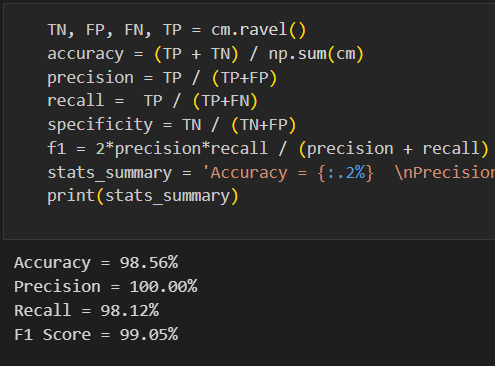 TN, FP, FN, TP = cm.ravel()
accuracy = (TP + TN) / np.sum(cm)
precision = TP / (TP+FP)
recall =  TP / (TP+FN)
specificity = TN / (TN+FP)
f1 = 2*precision*recall / (precision + recall)
stats_summary = 'Accuracy = {:.2%}  \nPrecision
print(stats_summary)
Accuracy = 98.56%
Precision = 100.00%
Recall = 98.12%
F1 Score = 99.05%